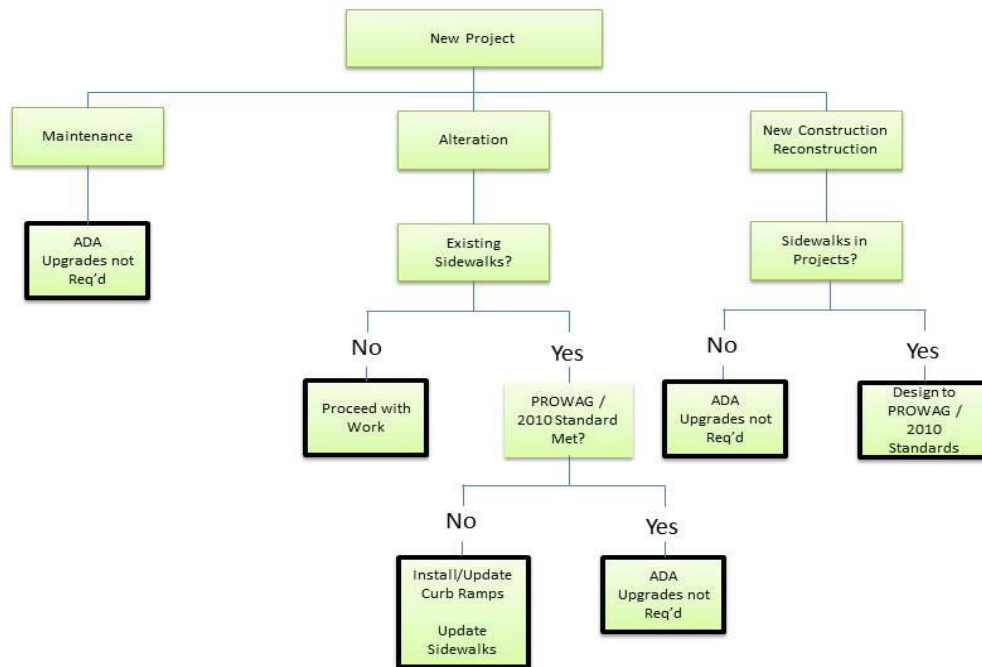 New Project
Maintenance
Alteration
New Construction
Reconstruction
ADA
Upgrades not
Req'd
Existing
Sidewalks?
Sidewalks in
Projects?
No
Yes
No
Yes
Proceed with
Work
PROWAG /
2010 Standard
Met?
ADA
Upgrades not
Req'd
Design to
PROWAG /
2010
Standards
No
Yes
Install/Update
Curb Ramps
Update
Sidewalks
ADA
Upgrades not
Req'd